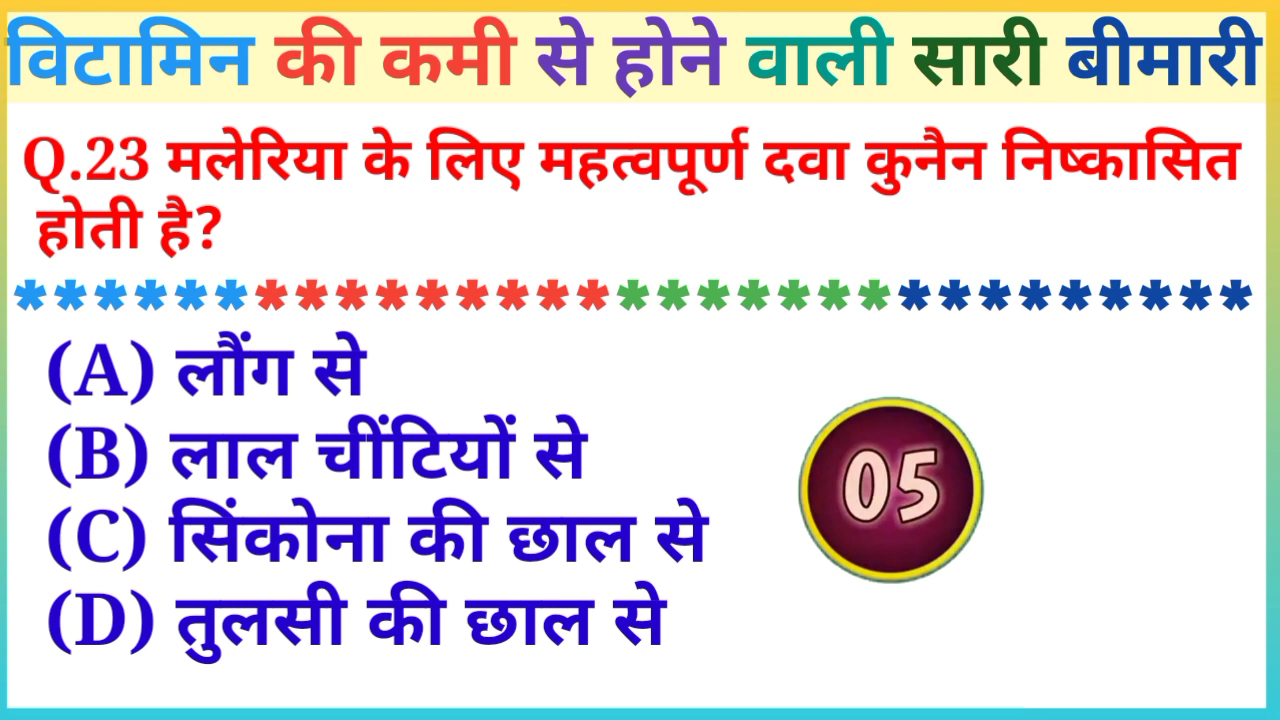 विटामिन की कमी से होने वाली सारी बीमारी
Q.23 मलेरिया के लिए महत्वपूर्ण दवा कुनैन निष्कासित
होती है?
*******************************
(A) लौंग से
(B) लाल चींटियों से
(C) सिंकोना की छाल से
05
(D) तुलसी की छाल से